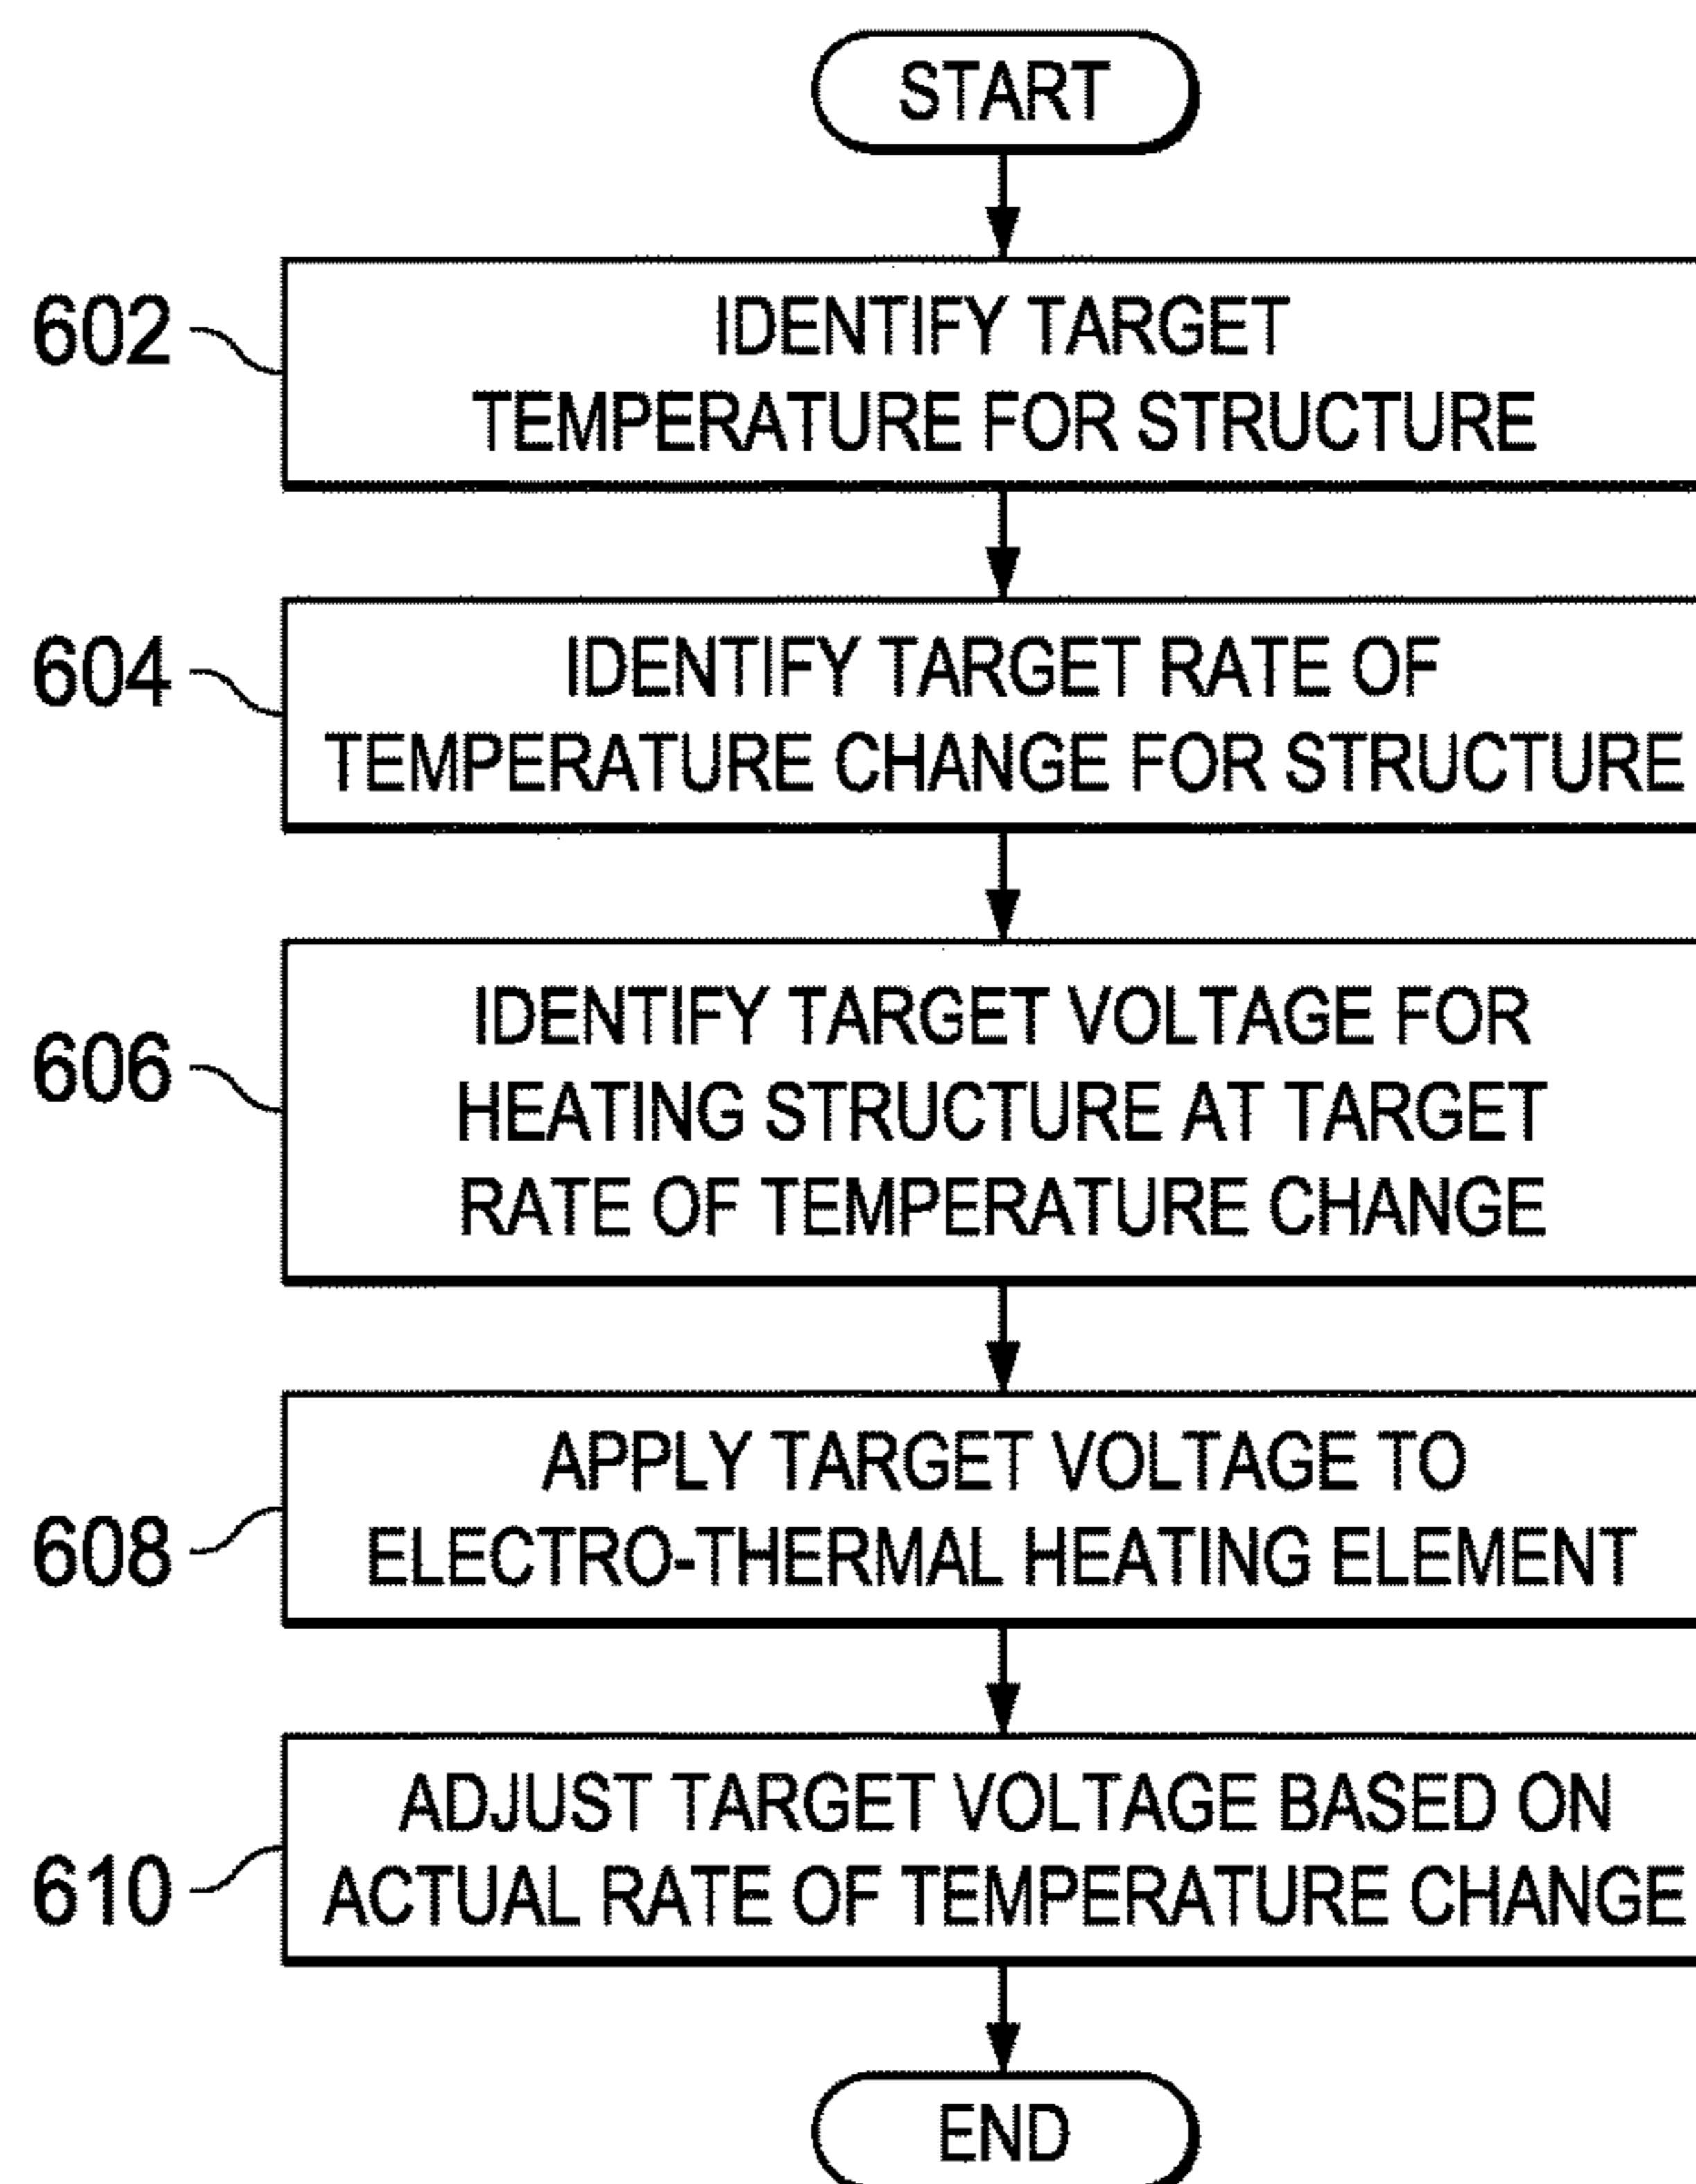 START
602
IDENTIFY TARGET
TEMPERATURE FOR STRUCTURE
604
IDENTIFY TARGET RATE OF
TEMPERATURE CHANGE FOR STRUCTURE
606
IDENTIFY TARGET VOLTAGE FOR
HEATING STRUCTURE AT TARGET
RATE OF TEMPERATURE CHANGE
608
APPLY TARGET VOLTAGE TO
ELECTRO-THERMAL HEATING ELEMENT
610
ADJUST TARGET VOLTAGE BASED ON
ACTUAL RATE OF TEMPERATURE CHANGE
END